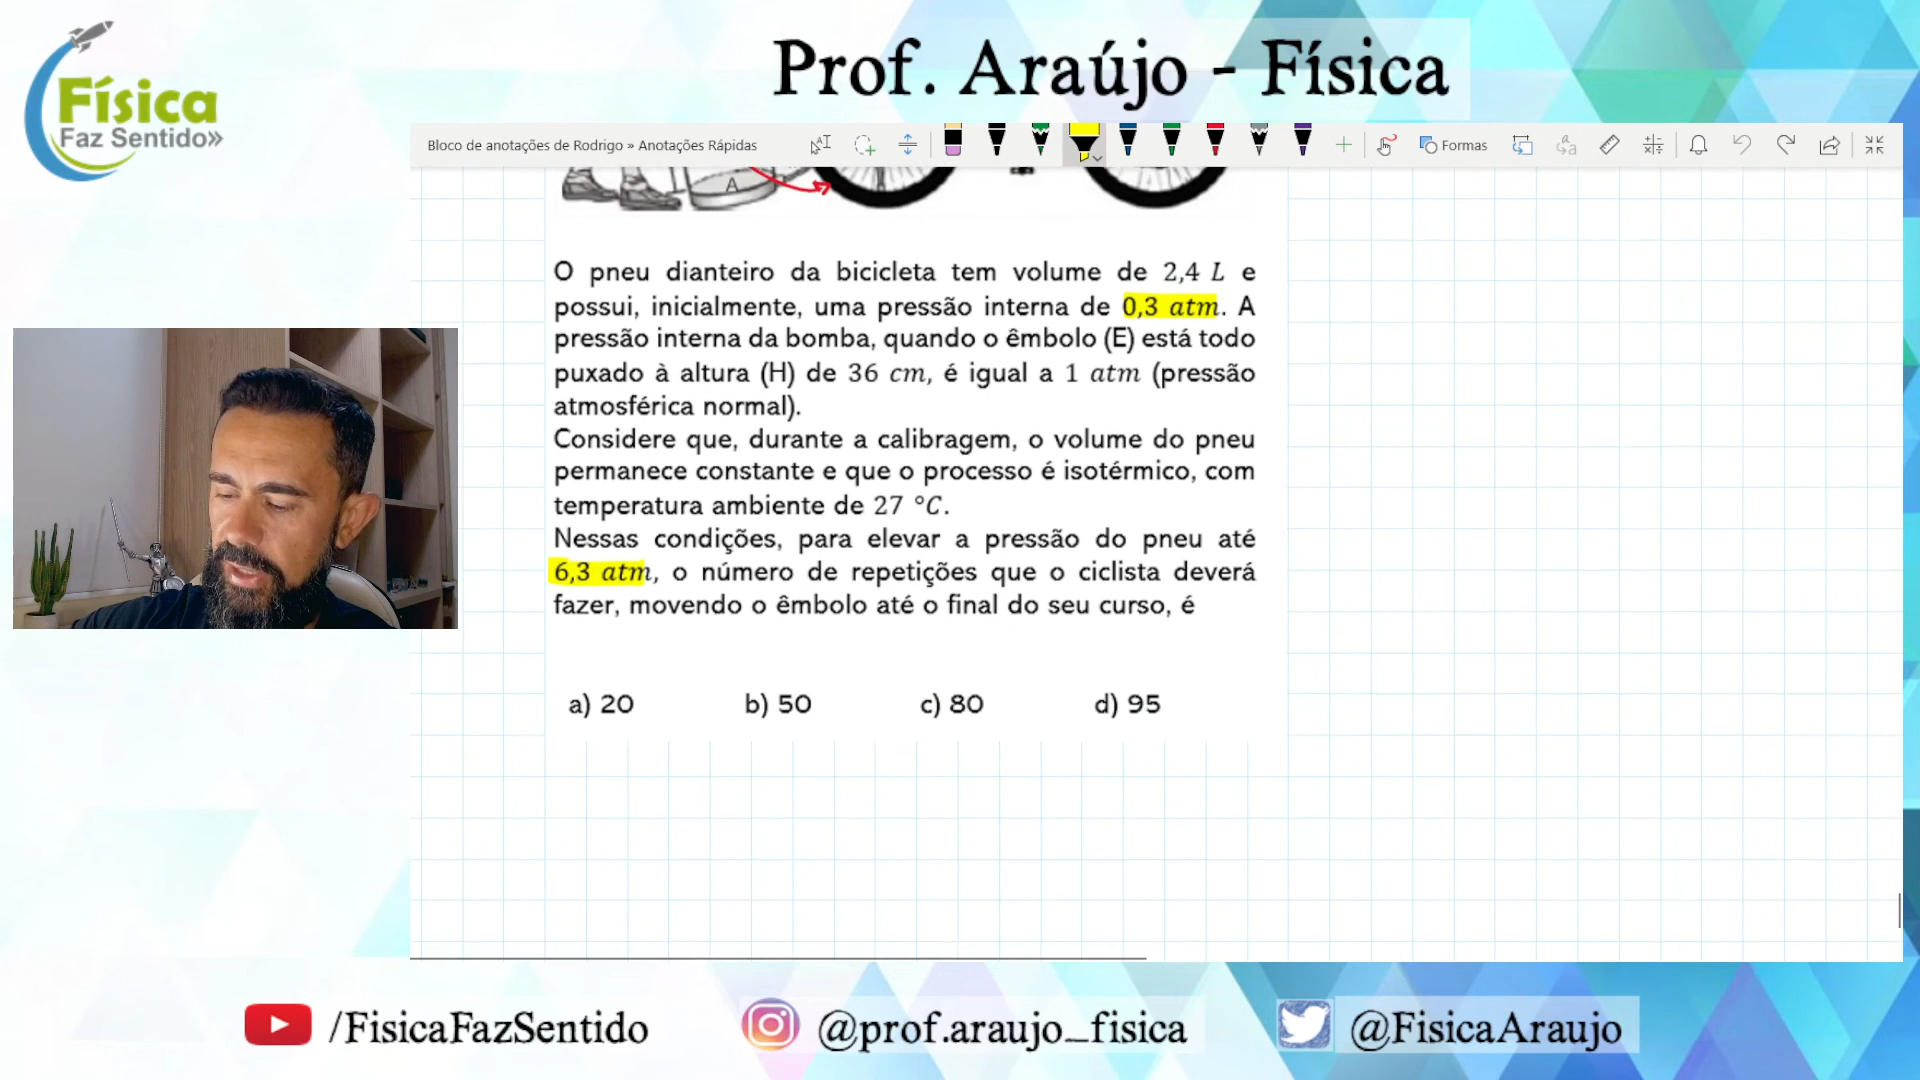 Física
Faz Sentido»
Prof. Araújo - Física
Bloco de anotações de Rodrigo » Anotações Rápidas
Formas
A
O pneu dianteiro da bicicleta tem volume de 2,4 L e
possui, inicialmente, uma pressão interna de 0,3 atm. A
pressão interna da bomba, quando o êmbolo (E) está todo
puxado à altura (H) de 36 cm, é igual a 1 atm (pressão
atmosférica normal).
Considere que, durante a calibragem, o volume do pneu
permanece constante e que o processo é isotérmico, com
temperatura ambiente de 27 °C.
Nessas condições, para elevar a pressão do pneu até
6,3 atm, o número de repetições que o ciclista deverá
fazer, movendo o êmbolo até o final do seu curso, é
a) 20 b) 50 c) 80 d) 95
/FisicaFazSentido
@prof.araujo_fisica
@FisicaAraujo